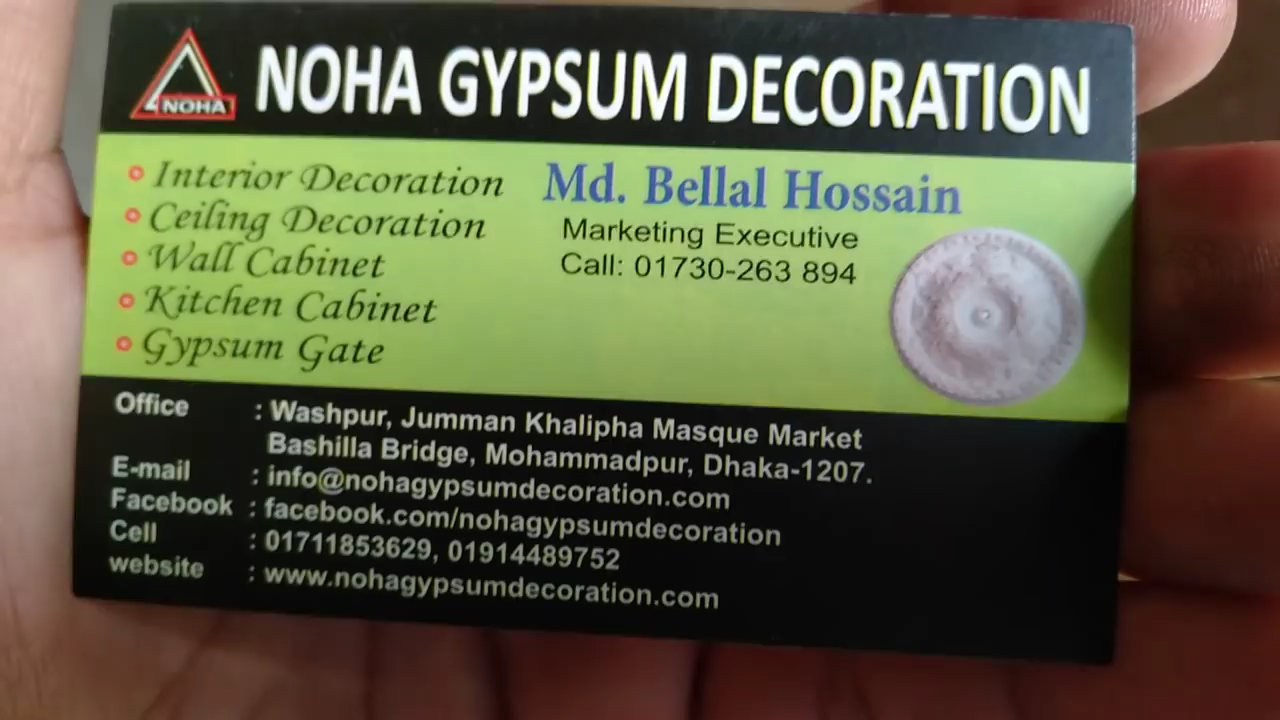 NOHA
NOHA GYPSUM DECORATION
Interior Decoration
Ceiling Decoration
Wall Cabinet
Kitchen Cabinet
Gypsum Gate
Md. Bellal Hossain
Marketing Executive
Call: 01730-263 894
Office : Washpur, Jumman Khalipha Masque Market
Bashilla Bridge, Mohammadpur, Dhaka-1207.
E-mail : info@nohagypsumdecoration.com
Facebook : facebook.com/nohagypsumdecoration
Cell : 01711853629, 01914489752
website : www.nohagypsumdecoration.com